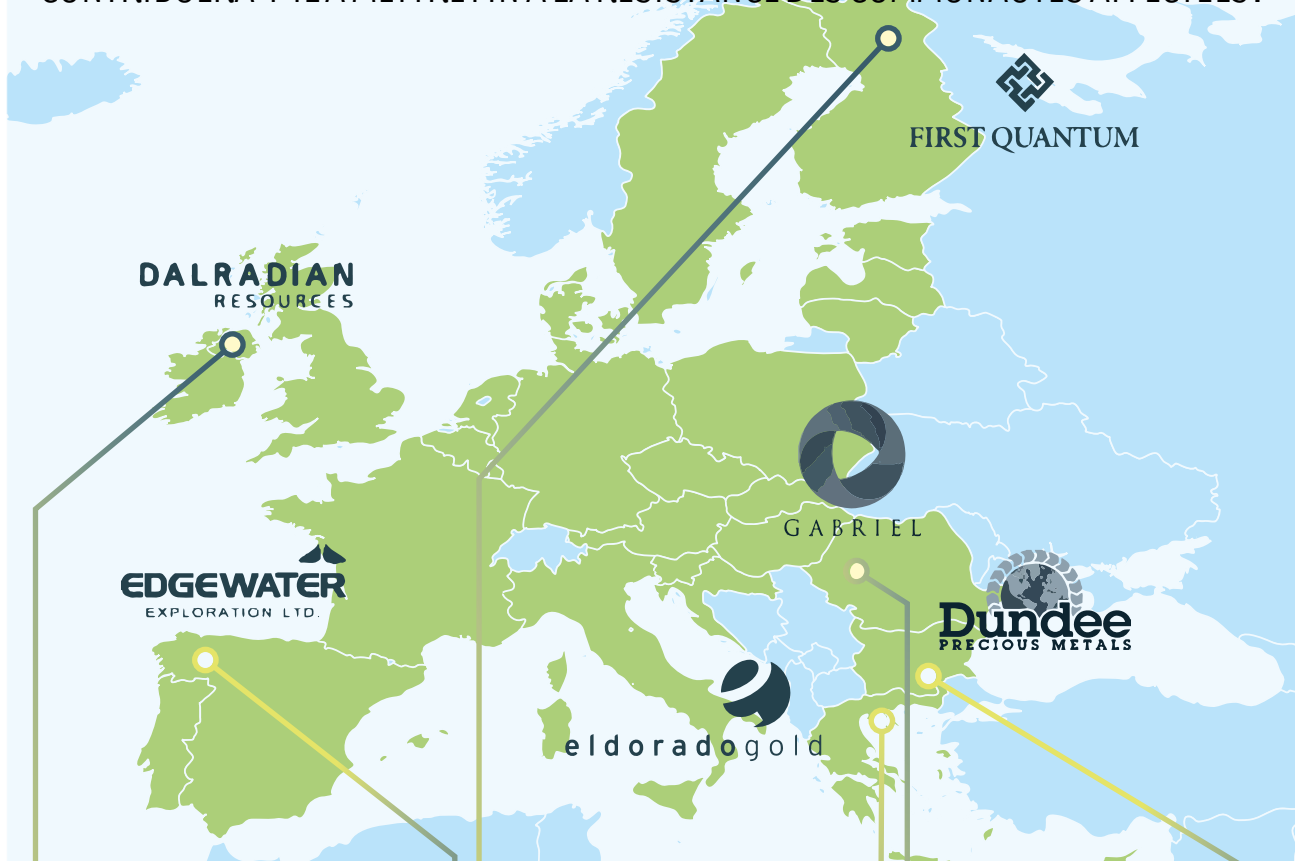 FIRST QUANTUM
DALRADIAN
RESOURCES
GABRIEL
EDGEWATER
EXPLORATION LTD.
Dundee
PRECIOUS METALS
eldoradogold